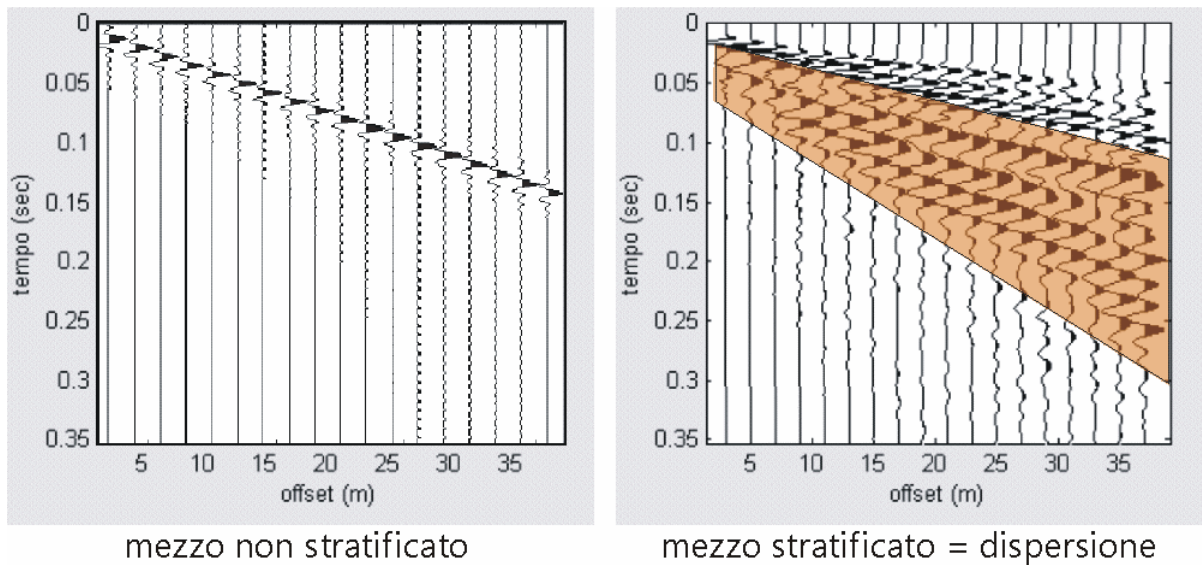 0
0.05
0.1
0.15
0.2
0.25
0.3
0.35
tempo (sec)
5 10 15 20 25 30 35
offset (m)
mezzo non stratificato
0
0.05
0.1
0.15
0.2
0.25
0.3
0.35
tempo (sec)
5 10 15 20 25 30 35
offset (m)
mezzo stratificato = dispersione